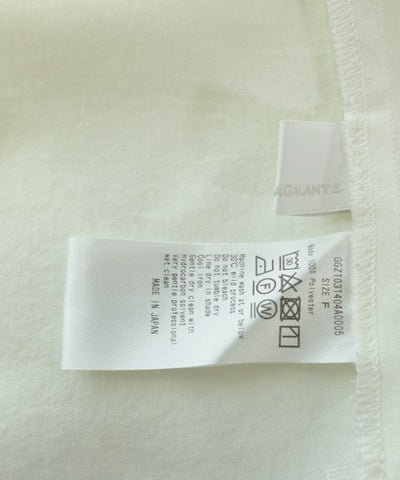 AGALANTE
GGZ1031404A0005
SIZE F
Body 100% Polyester
30
F
W
Machine wash at or below
30℃ mild process
Do not bleach
Do not tumble dry
Line dry in shade
Cool iron
Gentle dry clean with
hydrocarbon solvent
Very gentle professional
wet clean
MADE IN JAPAN